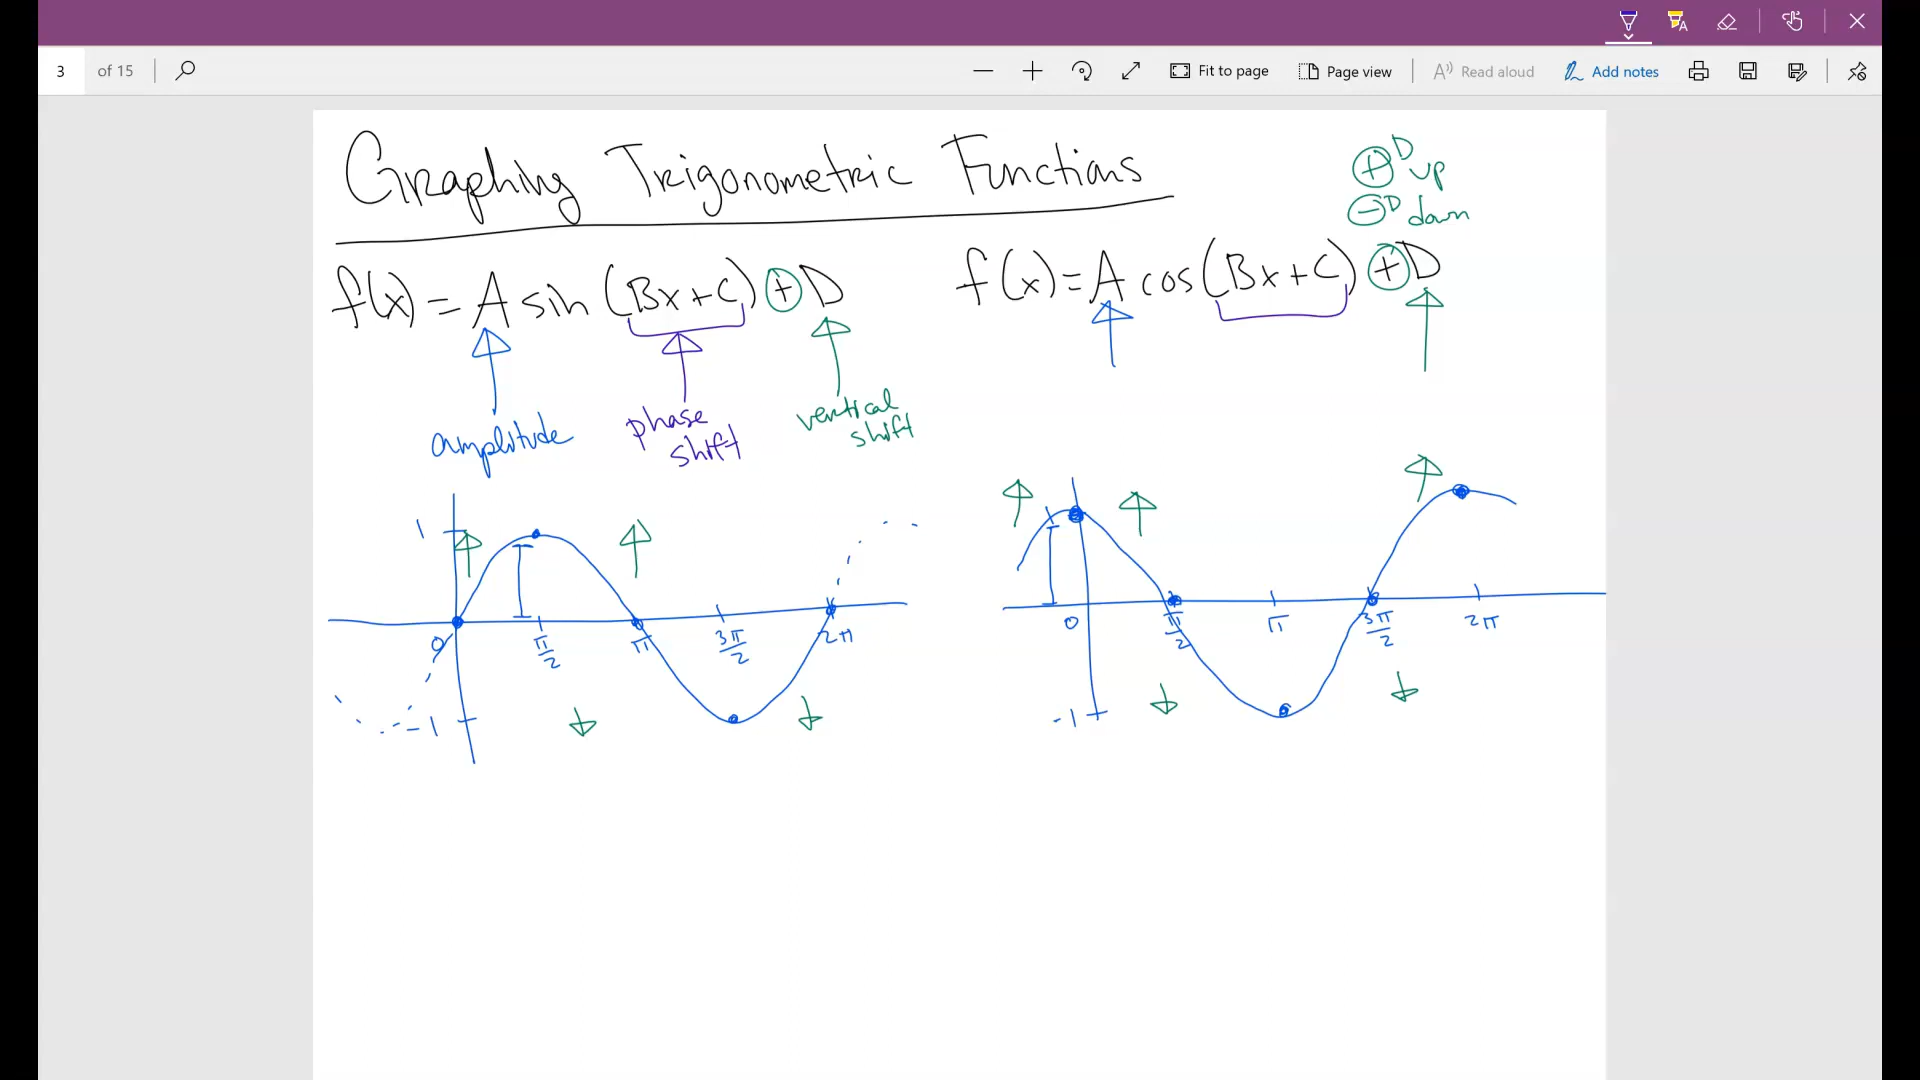 3 of 15
Fit to page
Page view
Read aloud
Add notes
Graphing Trigonometric Functions
⊕D up
⊖D down
f(x) = A sin (Bx+C) ⊕ D
f(x) = A cos (Bx+C) ⊕ D
amplitude
phase
shift
vertical
shift
1
0
π/2
π
3π/2
2π
-1
1
0
π/2
π
3π/2
2π
-1